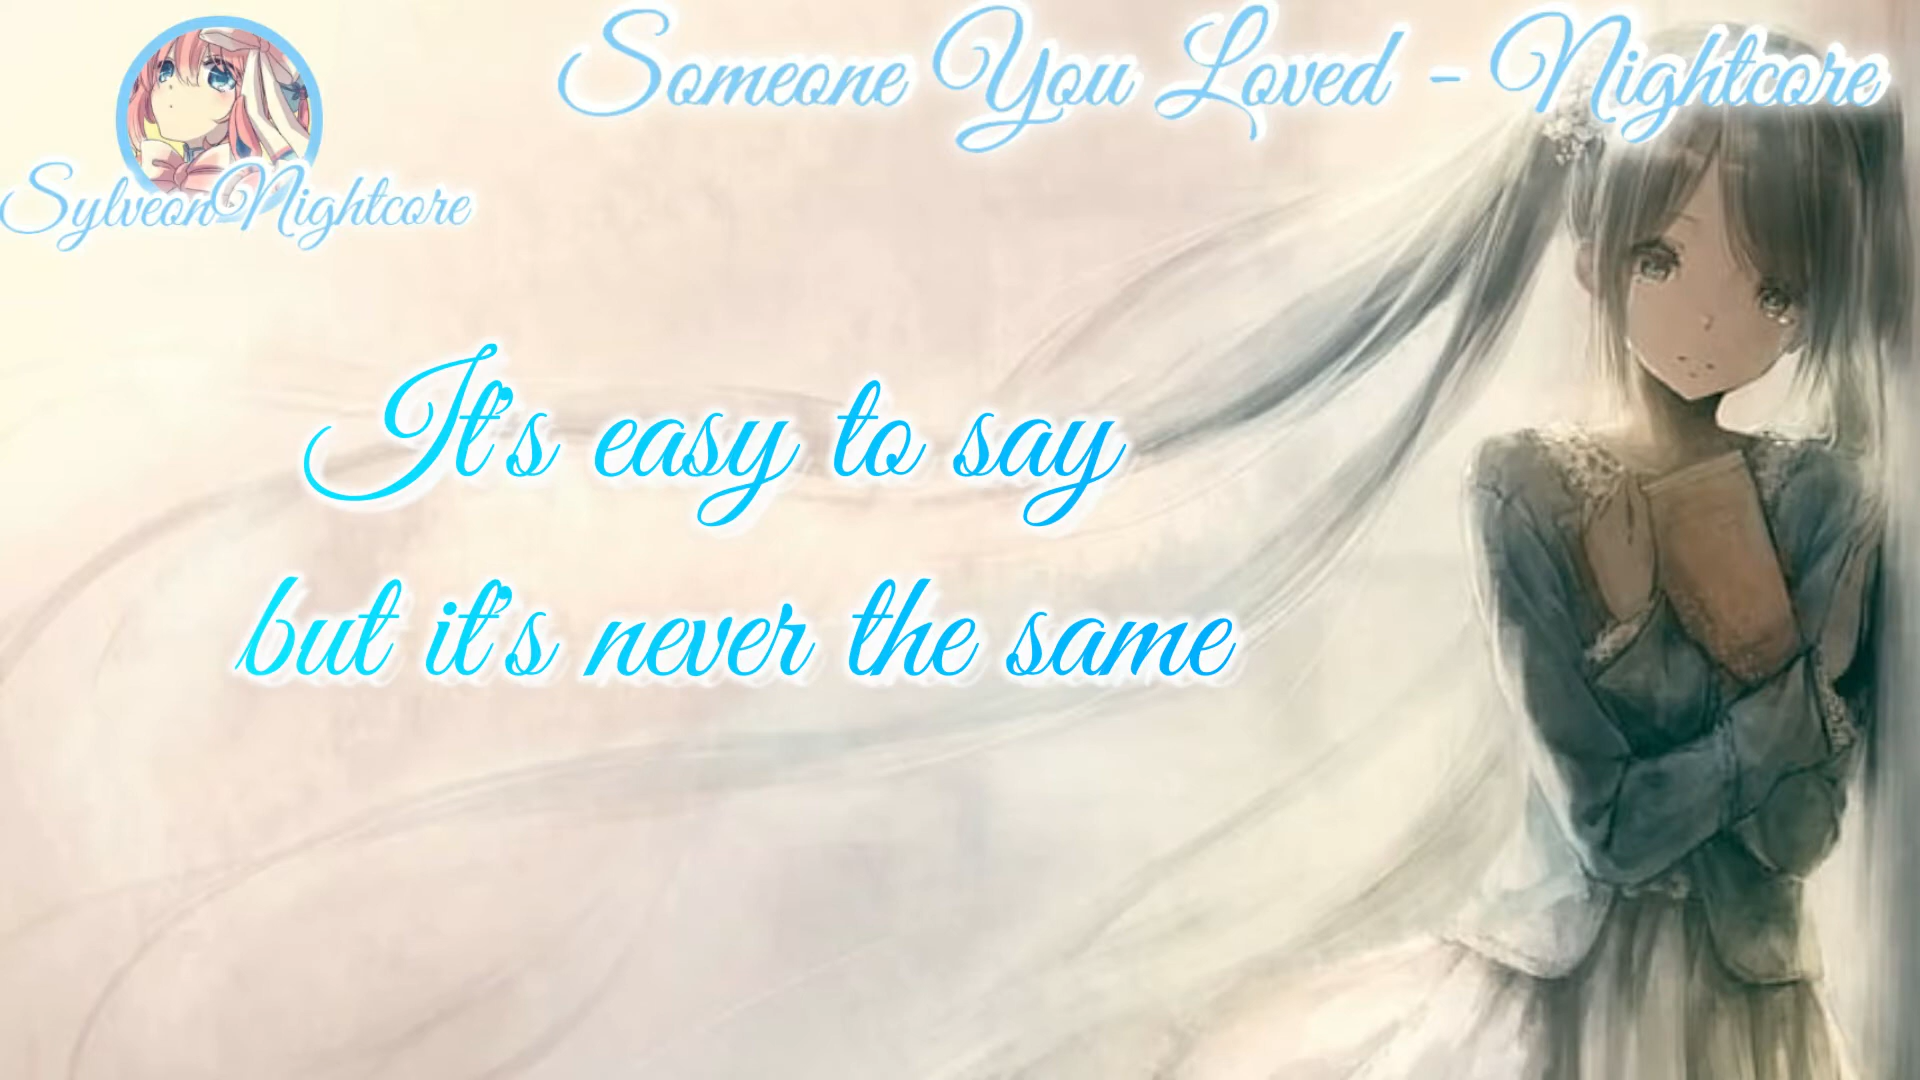 Someone You Loved - Nightcore
SylveonNightcore
It's easy to say
but it's never the same